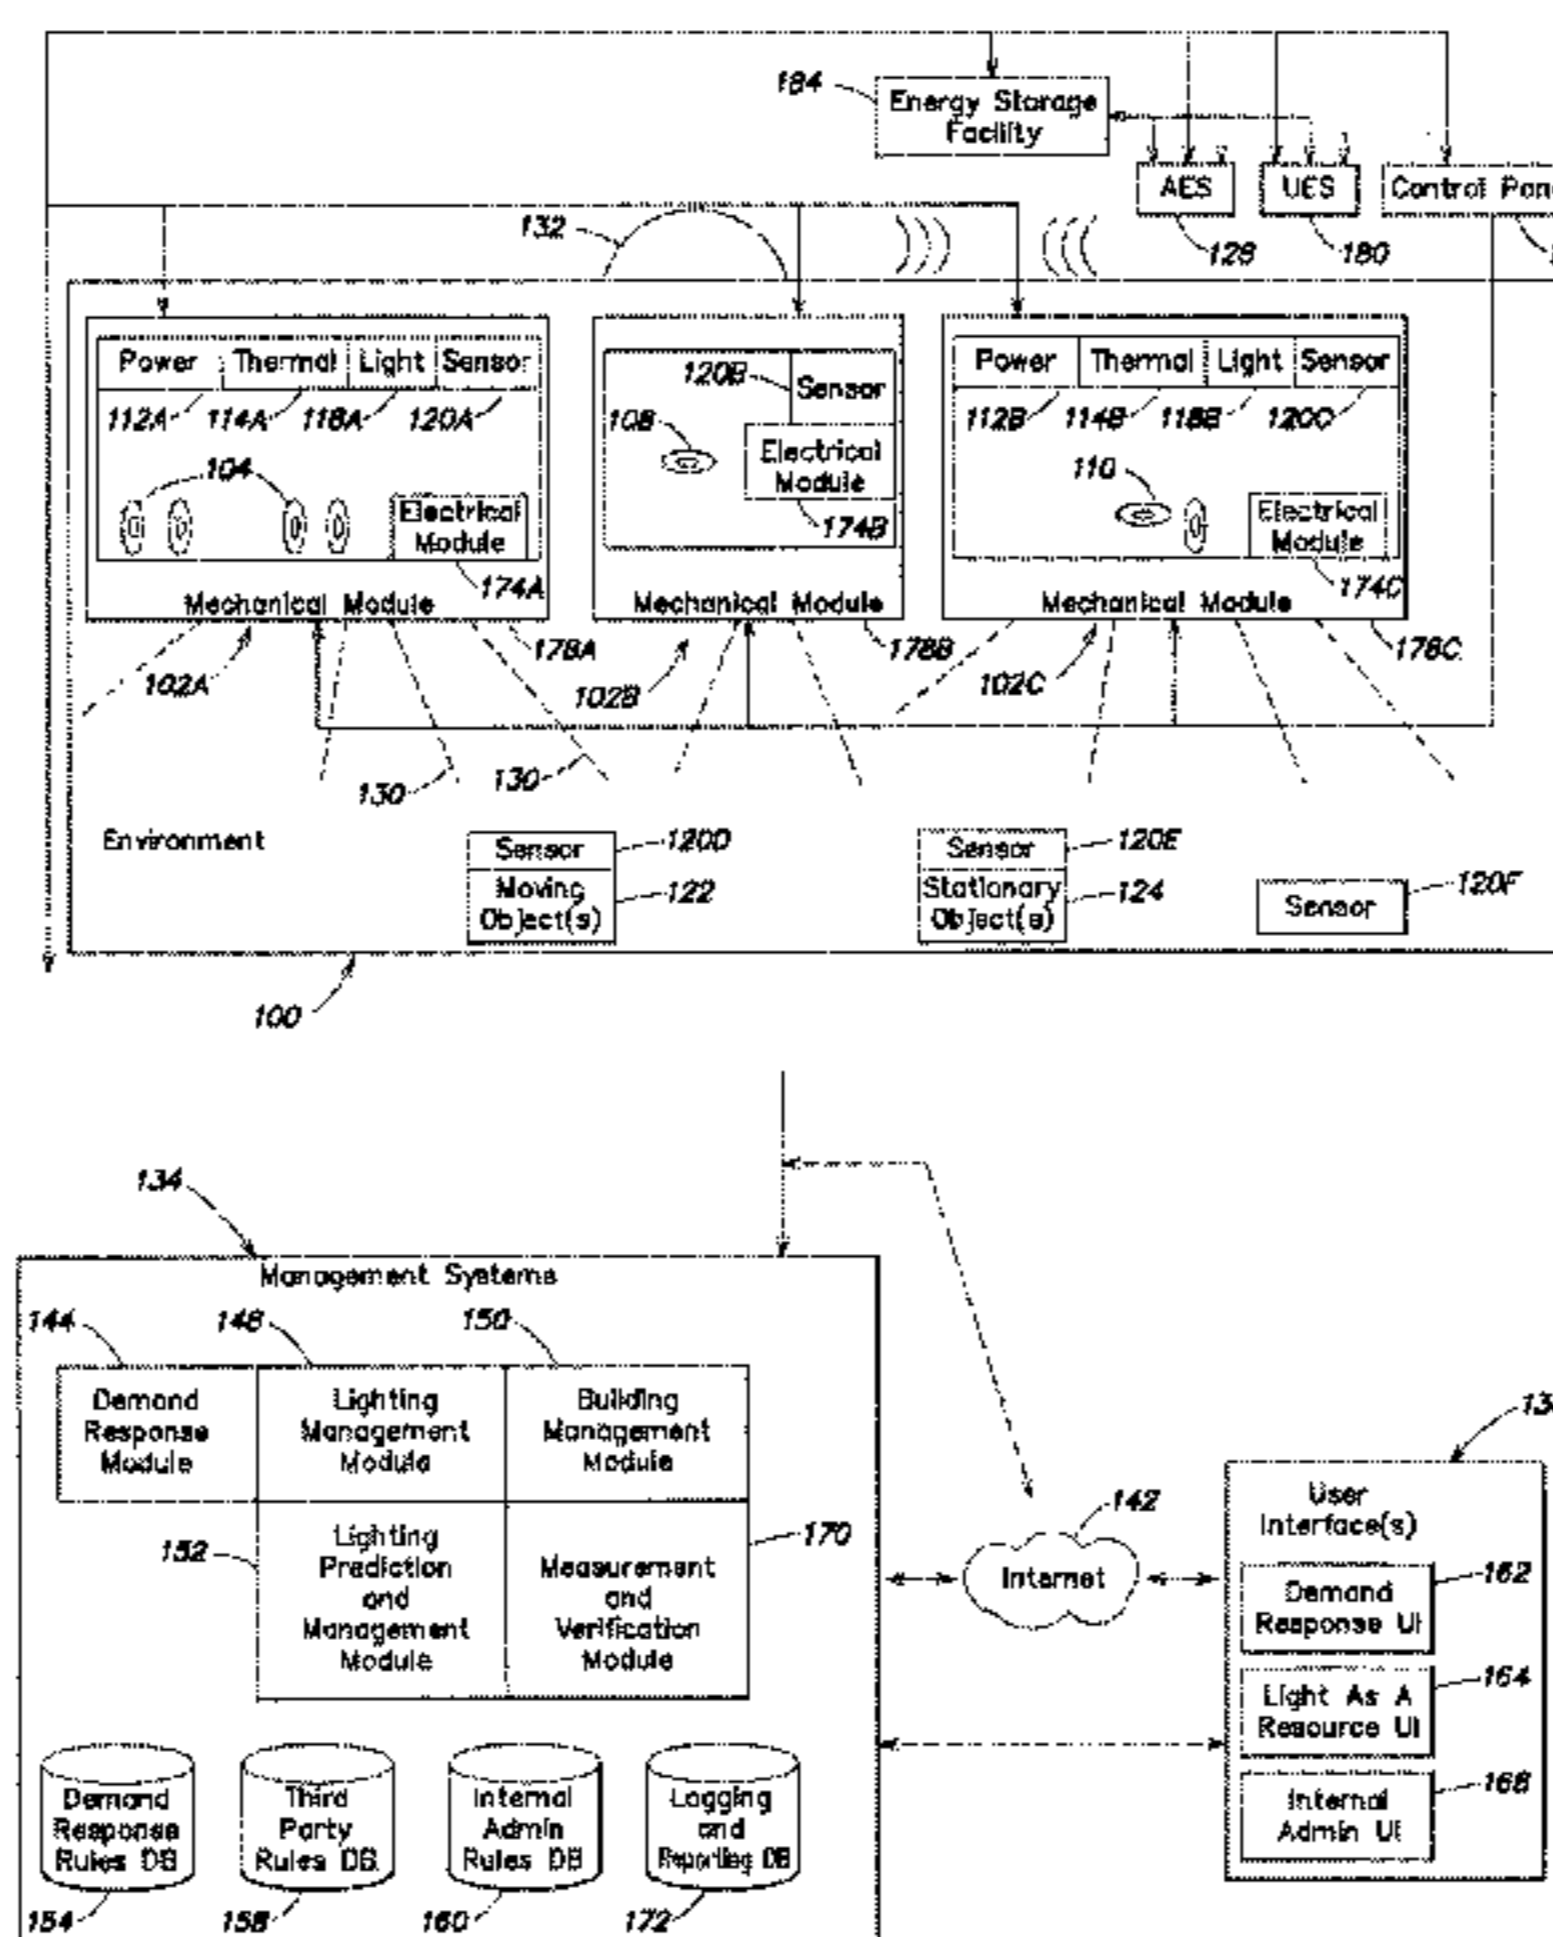 184
Energy Storage
Facility
AES
UES
Control Pan
128
180
132
Power
Thermal
Light
Sensor
112A
114A
118A
120A
104
Electrical
Module
174A
Mechanical Module
178A
102A
120B
Sensor
108
Electrical
Module
174B
Mechanical Module
178B
102B
Power
Thermal
Light
Sensor
112B
114B
118B
120C
110
Electrical
Module
174C
Mechanical Module
178C
102C
130
130
Environment
Sensor
120D
Moving
Object(s)
122
Sensor
120E
Stationary
Object(s)
124
Sensor
120F
100
134
Management Systems
144
148
150
Demand
Response
Module
Lighting
Management
Module
Building
Management
Module
152
Lighting
Prediction
and
Management
Module
Measurement
and
Verification
Module
170
142
Internet
User
Interface(s)
162
Demand
Response UI
164
Light As A
Resource UI
168
Internal
Admin UI
Demand
Response
Rules DB
154
Third
Party
Rules DB
158
Internal
Admin
Rules DB
160
Logging
and
Reporting DB
172